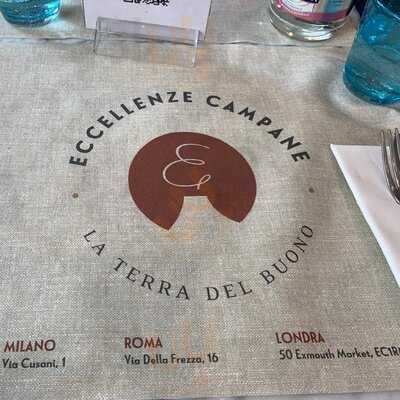 ECCELLENZE CAMPANE
E
LA TERRA DEL BUONO
MILANO
Via Cusani, 1
ROMA
Via Della Frezza, 16
LONDRA
50 Exmouth Market,